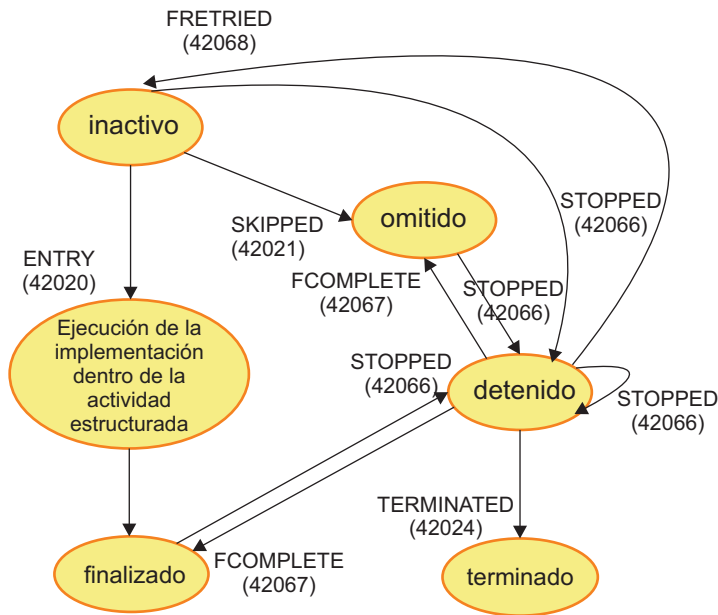 FRETRIED
(42068)
inactivo
STOPPED
(42066)
SKIPPED
(42021)
omitido
ENTRY
(42020)
FCOMPLETE
(42067)
STOPPED
(42066)
Ejecución de la
implementación
dentro de la
actividad
estructurada
STOPPED
(42066)
detenido
STOPPED
(42066)
TERMINATED
(42024)
finalizado
FCOMPLETE
(42067)
terminado